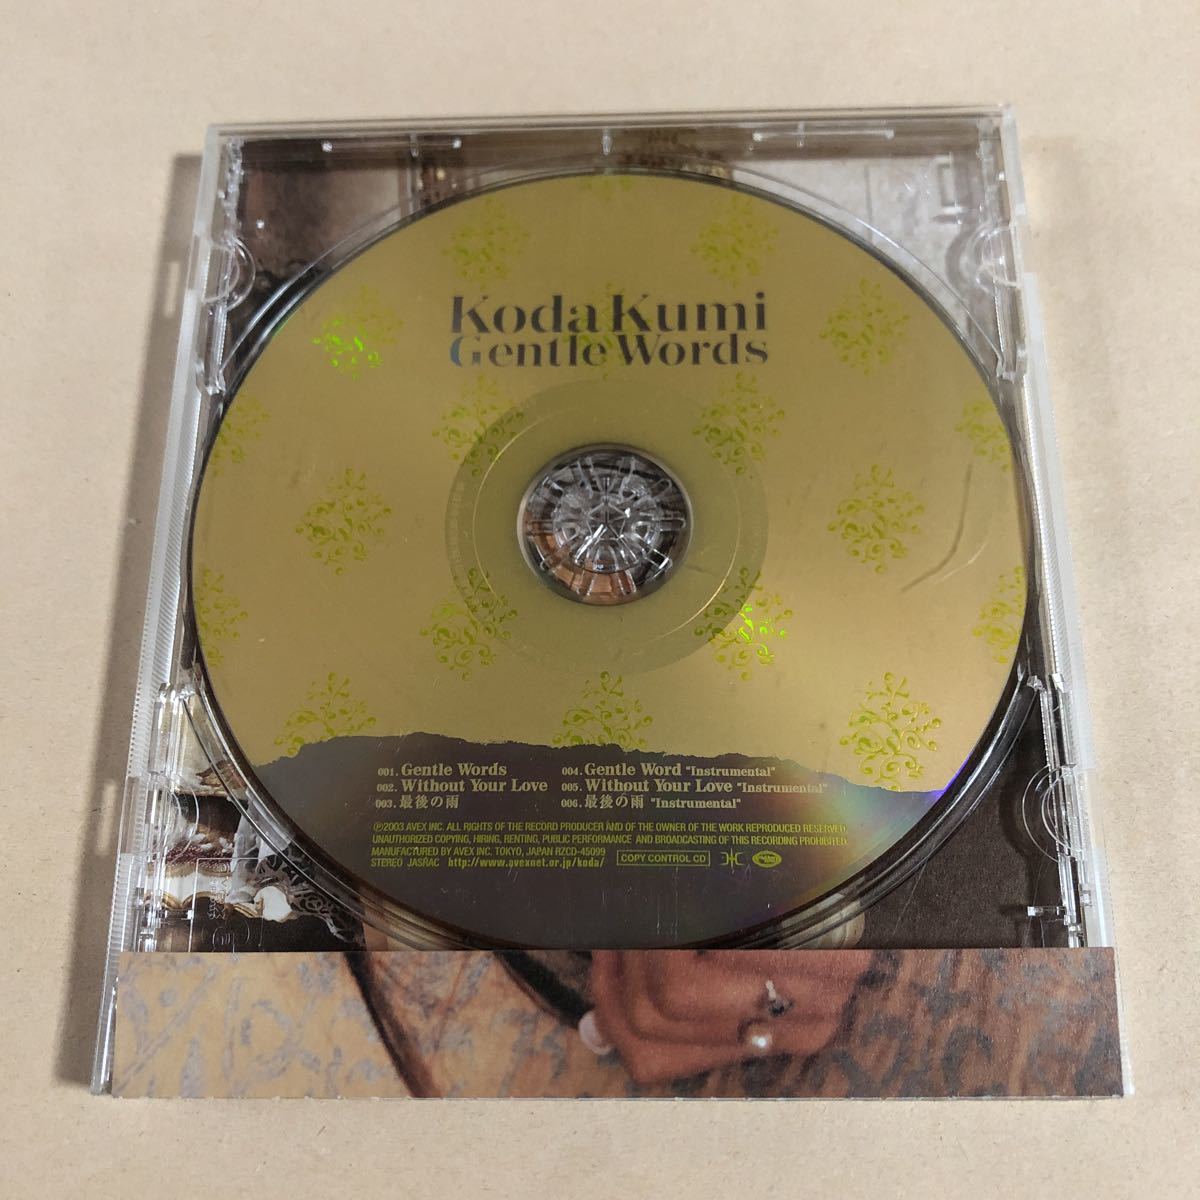 Koda Kumi
Gentle Words
001. Gentle Words
002. Without Your Love
003. 最後の雨
004. Gentle Word "Instrumental"
005. Without Your Love "Instrumental"
006. 最後の雨 "Instrumental"
℗2003 AVEX INC. ALL RIGHTS OF THE RECORD PRODUCER AND OF THE OWNER OF THE WORK REPRODUCED RESERVED.
UNAUTHORIZED COPYING, HIRING, RENTING, PUBLIC PERFORMANCE AND BROADCASTING OF THIS RECORDING PROHIBITED.
MANUFACTURED BY AVEX INC. TOKYO, JAPAN RZCD-45099
STEREO JASRAC http://www.avexnet.or.jp/koda/ COPY CONTROL CD